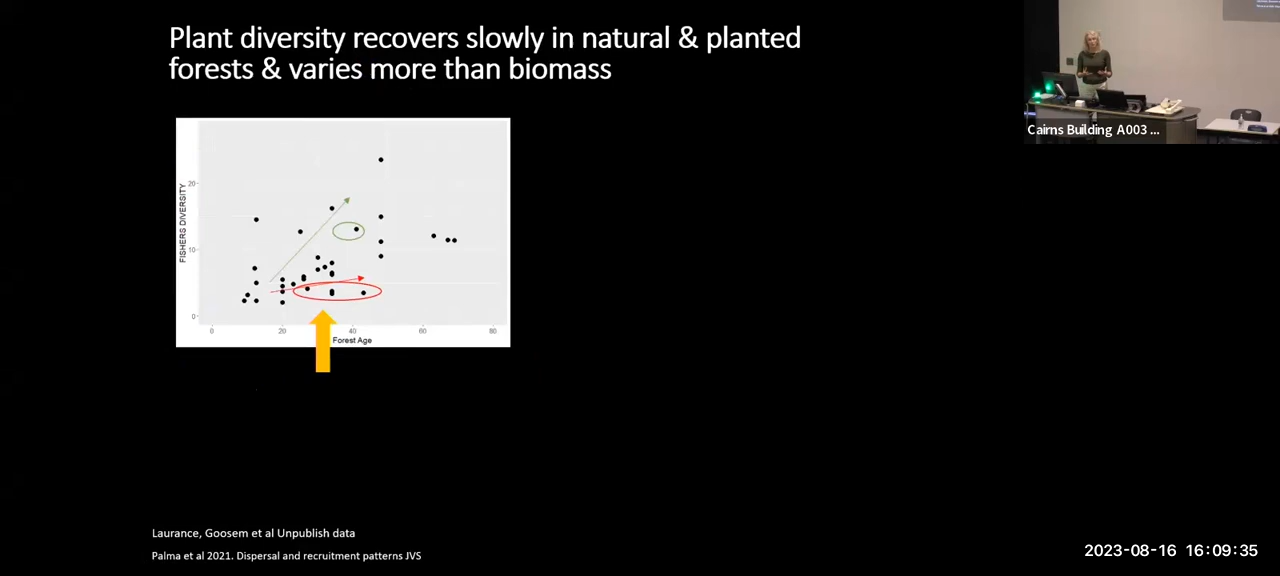 Plant diversity recovers slowly in natural & planted
forests & varies more than biomass
Cairns Building A003 ...
FISHERS DIVERSITY
20
10
0
0 20 40 60 80
Forest Age
Laurance, Goosem et al Unpublish data
Palma et al 2021. Dispersal and recruitment patterns JVS
2023-08-16 16:09:35